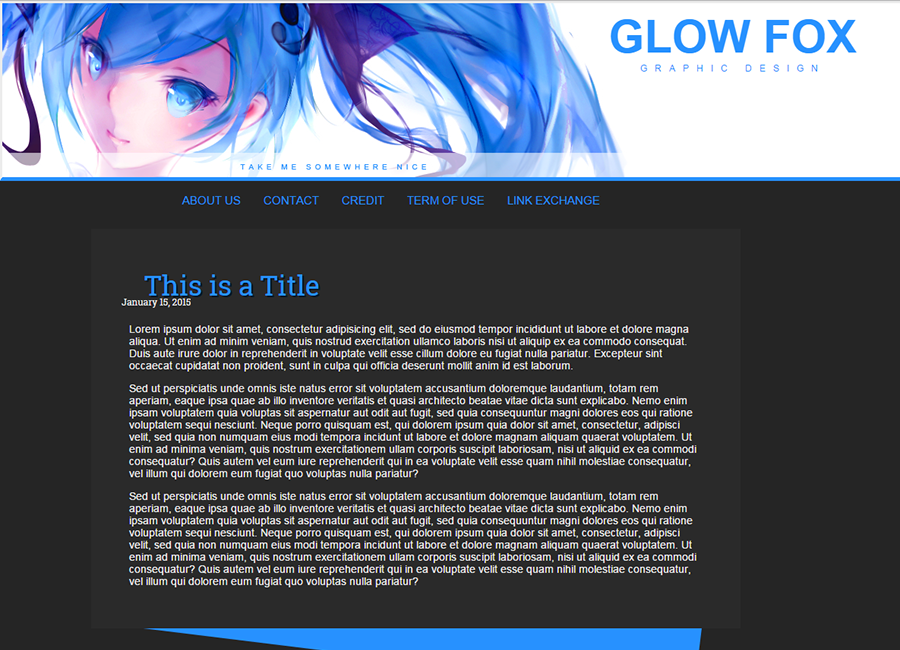 GLOW FOX
GRAPHIC DESIGN
TAKE ME SOMEWHERE NICE
ABOUT US CONTACT CREDIT TERM OF USE LINK EXCHANGE
This is a Title
January 15, 2015
Lorem ipsum dolor sit amet, consectetur adipisicing elit, sed do eiusmod tempor incididunt ut labore et dolore magna
aliqua. Ut enim ad minim veniam, quis nostrud exercitation ullamco laboris nisi ut aliquip ex ea commodo consequat.
Duis aute irure dolor in reprehenderit in voluptate velit esse cillum dolore eu fugiat nulla pariatur. Excepteur sint
occaecat cupidatat non proident, sunt in culpa qui officia deserunt mollit anim id est laborum.
Sed ut perspiciatis unde omnis iste natus error sit voluptatem accusantium doloremque laudantium, totam rem
aperiam, eaque ipsa quae ab illo inventore veritatis et quasi architecto beatae vitae dicta sunt explicabo. Nemo enim
ipsam voluptatem quia voluptas sit aspernatur aut odit aut fugit, sed quia consequuntur magni dolores eos qui ratione
voluptatem sequi nesciunt. Neque porro quisquam est, qui dolorem ipsum quia dolor sit amet, consectetur, adipisci
velit, sed quia non numquam eius modi tempora incidunt ut labore et dolore magnam aliquam quaerat voluptatem. Ut
enim ad minima veniam, quis nostrum exercitationem ullam corporis suscipit laboriosam, nisi ut aliquid ex ea commodi
consequatur? Quis autem vel eum iure reprehenderit qui in ea voluptate velit esse quam nihil molestiae consequatur,
vel illum qui dolorem eum fugiat quo voluptas nulla pariatur?
Sed ut perspiciatis unde omnis iste natus error sit voluptatem accusantium doloremque laudantium, totam rem
aperiam, eaque ipsa quae ab illo inventore veritatis et quasi architecto beatae vitae dicta sunt explicabo. Nemo enim
ipsam voluptatem quia voluptas sit aspernatur aut odit aut fugit, sed quia consequuntur magni dolores eos qui ratione
voluptatem sequi nesciunt. Neque porro quisquam est, qui dolorem ipsum quia dolor sit amet, consectetur, adipisci
velit, sed quia non numquam eius modi tempora incidunt ut labore et dolore magnam aliquam quaerat voluptatem. Ut
enim ad minima veniam, quis nostrum exercitationem ullam corporis suscipit laboriosam, nisi ut aliquid ex ea commodi
consequatur? Quis autem vel eum iure reprehenderit qui in ea voluptate velit esse quam nihil molestiae consequatur,
vel illum qui dolorem eum fugiat quo voluptas nulla pariatur?